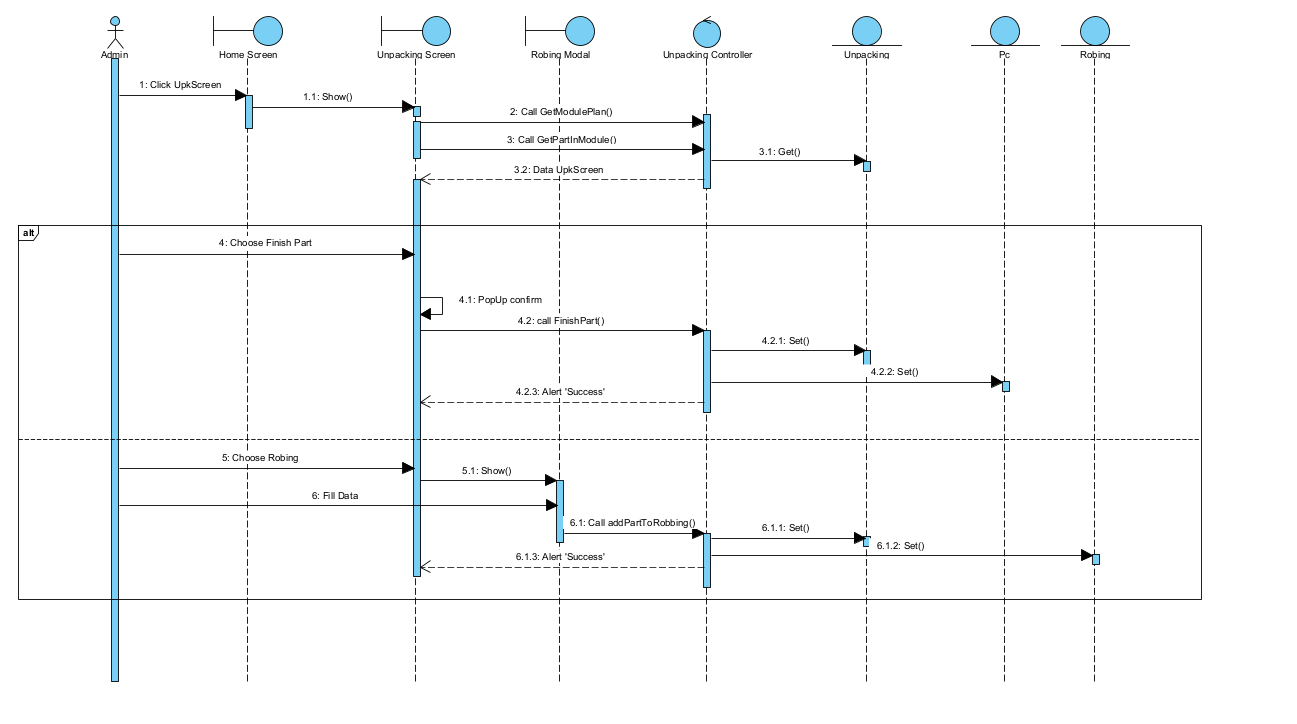 Admin
Home Screen
Unpacking Screen
Robing Modal
Unpacking Controller
Unpacking
Pc
Robing
1: Click UpkScreen
1.1: Show()
2: Call GetModulePlan()
3: Call GetPartInModule()
3.1: Get()
3.2: Data UpkScreen
alt
4: Choose Finish Part
4.1: PopUp confirm
4.2: call FinishPart()
4.2.1: Set()
4.2.2: Set()
4.2.3: Alert 'Success'
5: Choose Robing
5.1: Show()
6: Fill Data
6.1: Call addPartToRobbing()
6.1.1: Set()
6.1.2: Set()
6.1.3: Alert 'Success'